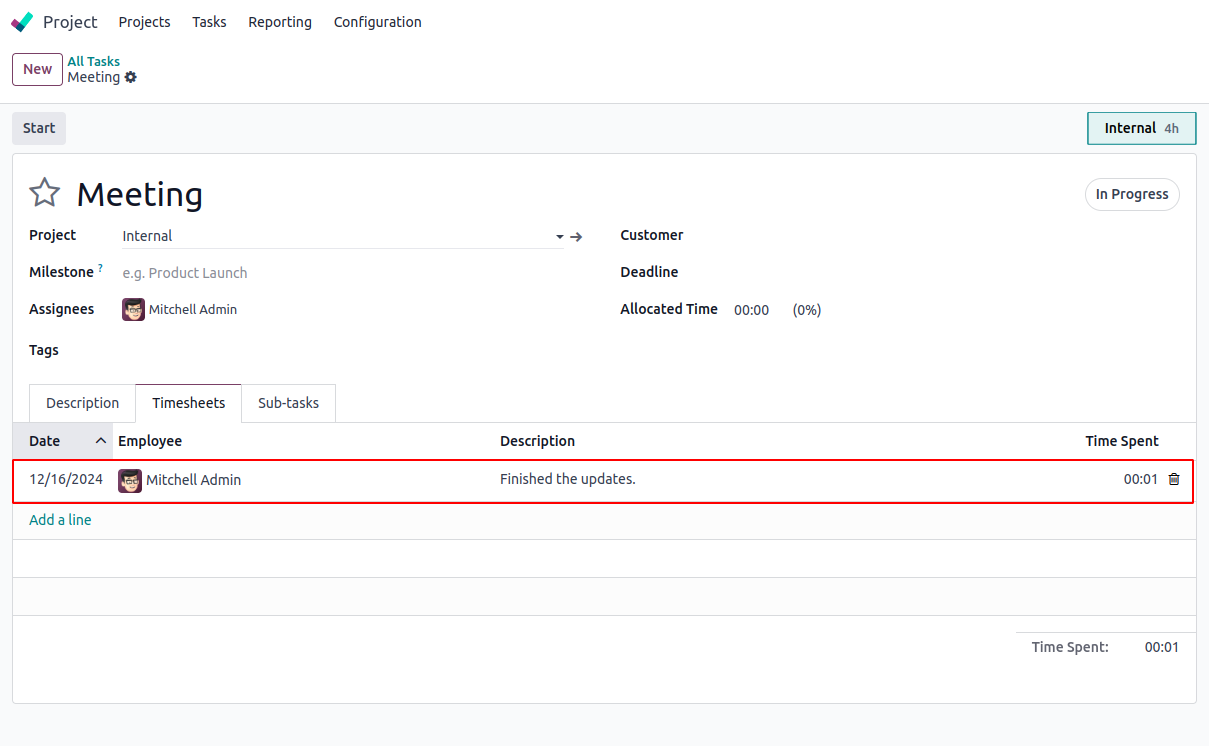 Project Projects Tasks Reporting Configuration
New All Tasks
Meeting
Start Internal 4h
Meeting In Progress
Project Internal Customer
Milestone ? e.g. Product Launch Deadline
Assignees Mitchell Admin Allocated Time 00:00 (0%)
Tags
Description Timesheets Sub-tasks
Date Employee Description Time Spent
12/16/2024 Mitchell Admin Finished the updates. 00:01
Add a line
Time Spent: 00:01